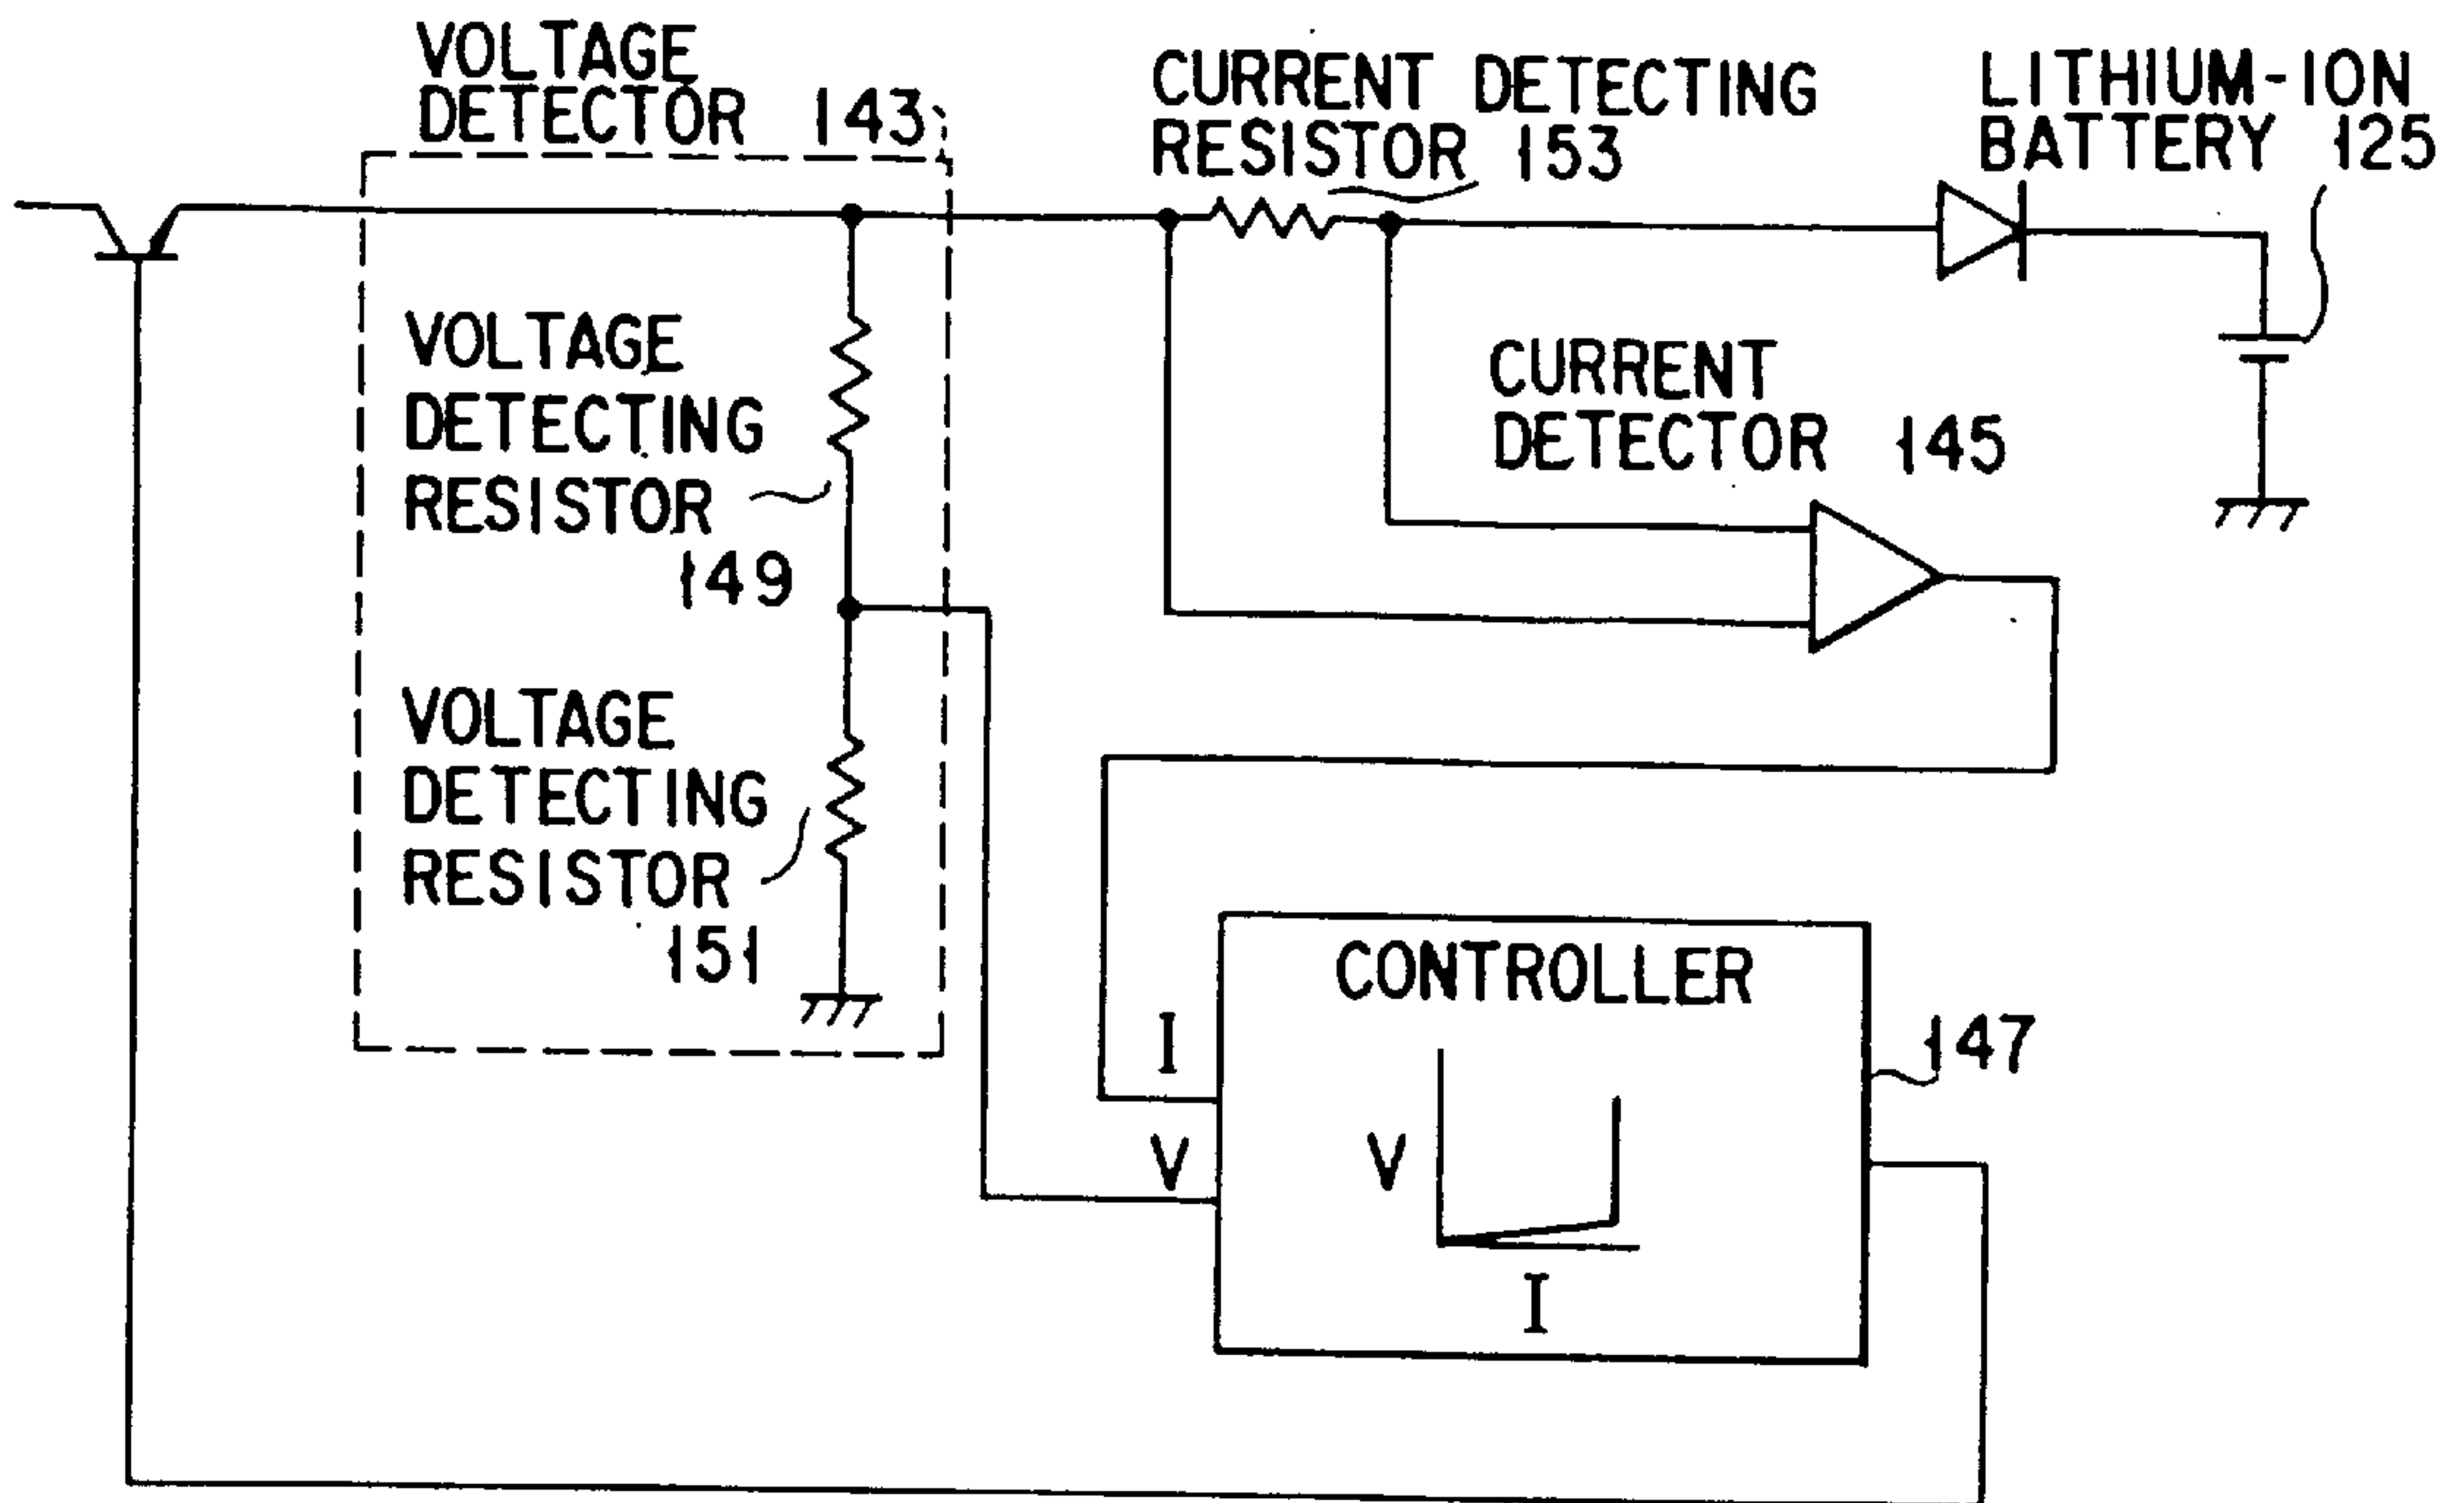 VOLTAGE
DETECTOR 143
CURRENT DETECTING
RESISTOR 153
LITHIUM-ION
BATTERY 125
VOLTAGE
DETECTING
RESISTOR
149
CURRENT
DETECTOR 145
VOLTAGE
DETECTING
RESISTOR
151
CONTROLLER
I
V
V
I
147